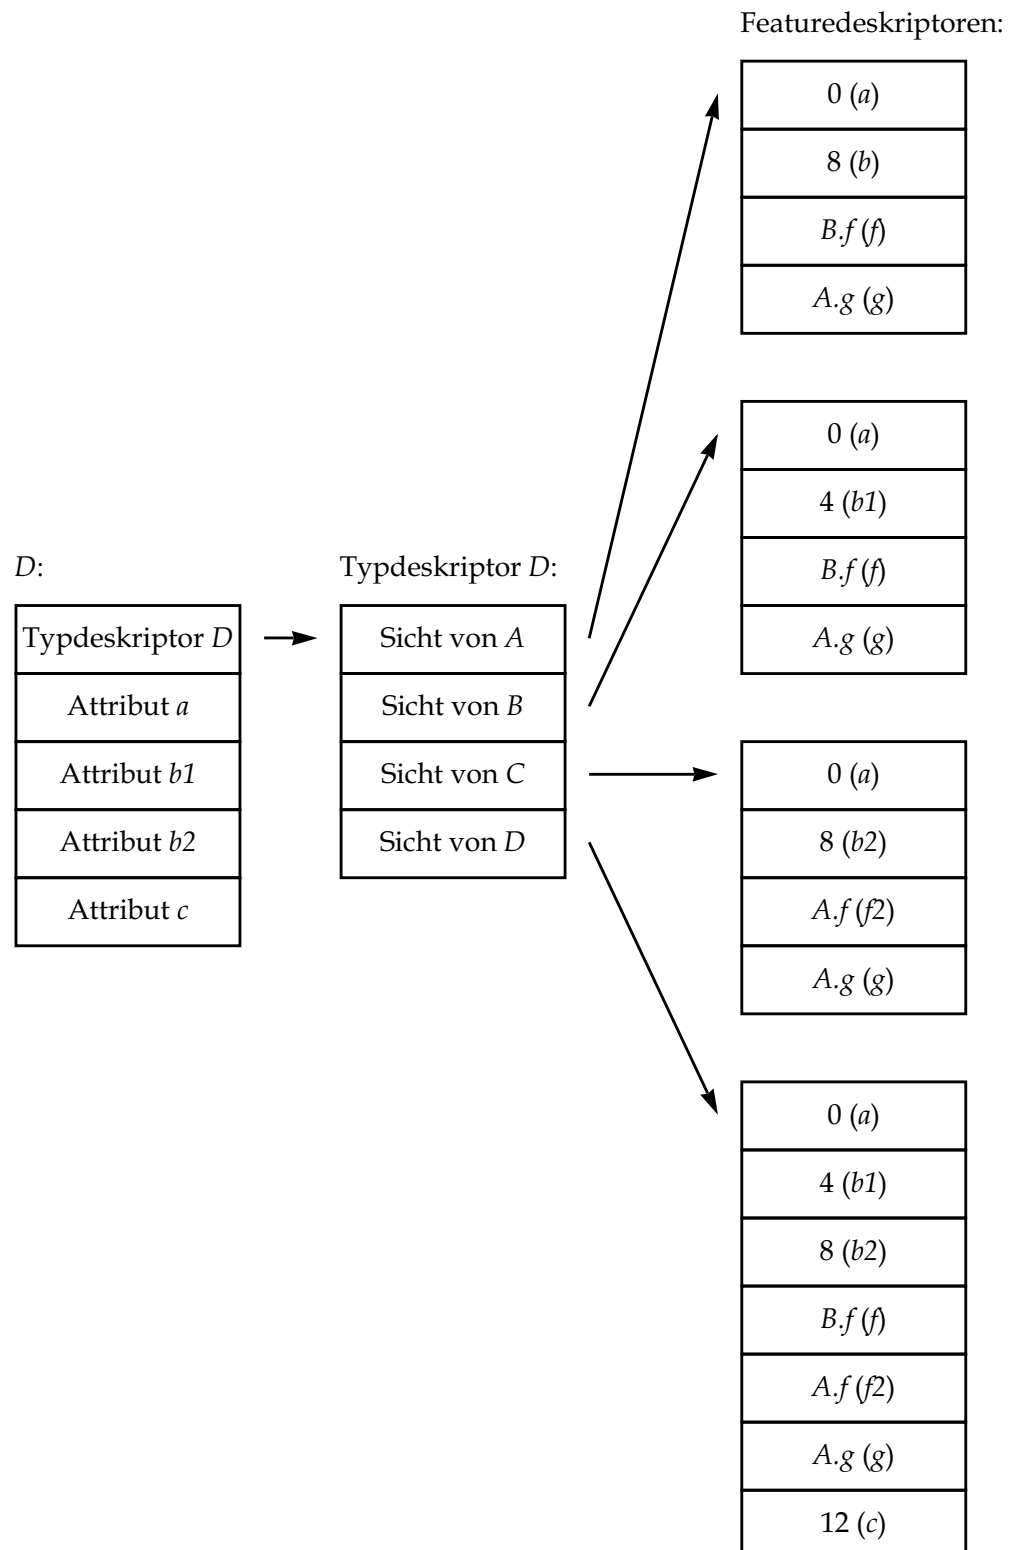 Featuredeskriptoren:
0 (a)
8 (b)
B.f (f)
A.g (g)
0 (a)
4 (b1)
B.f (f)
A.g (g)
D:
Typdeskriptor D
Attribut a
Attribut b1
Attribut b2
Attribut c
Typdeskriptor D:
Sicht von A
Sicht von B
Sicht von C
Sicht von D
0 (a)
8 (b2)
A.f (f2)
A.g (g)
0 (a)
4 (b1)
8 (b2)
B.f (f)
A.f (f2)
A.g (g)
12 (c)